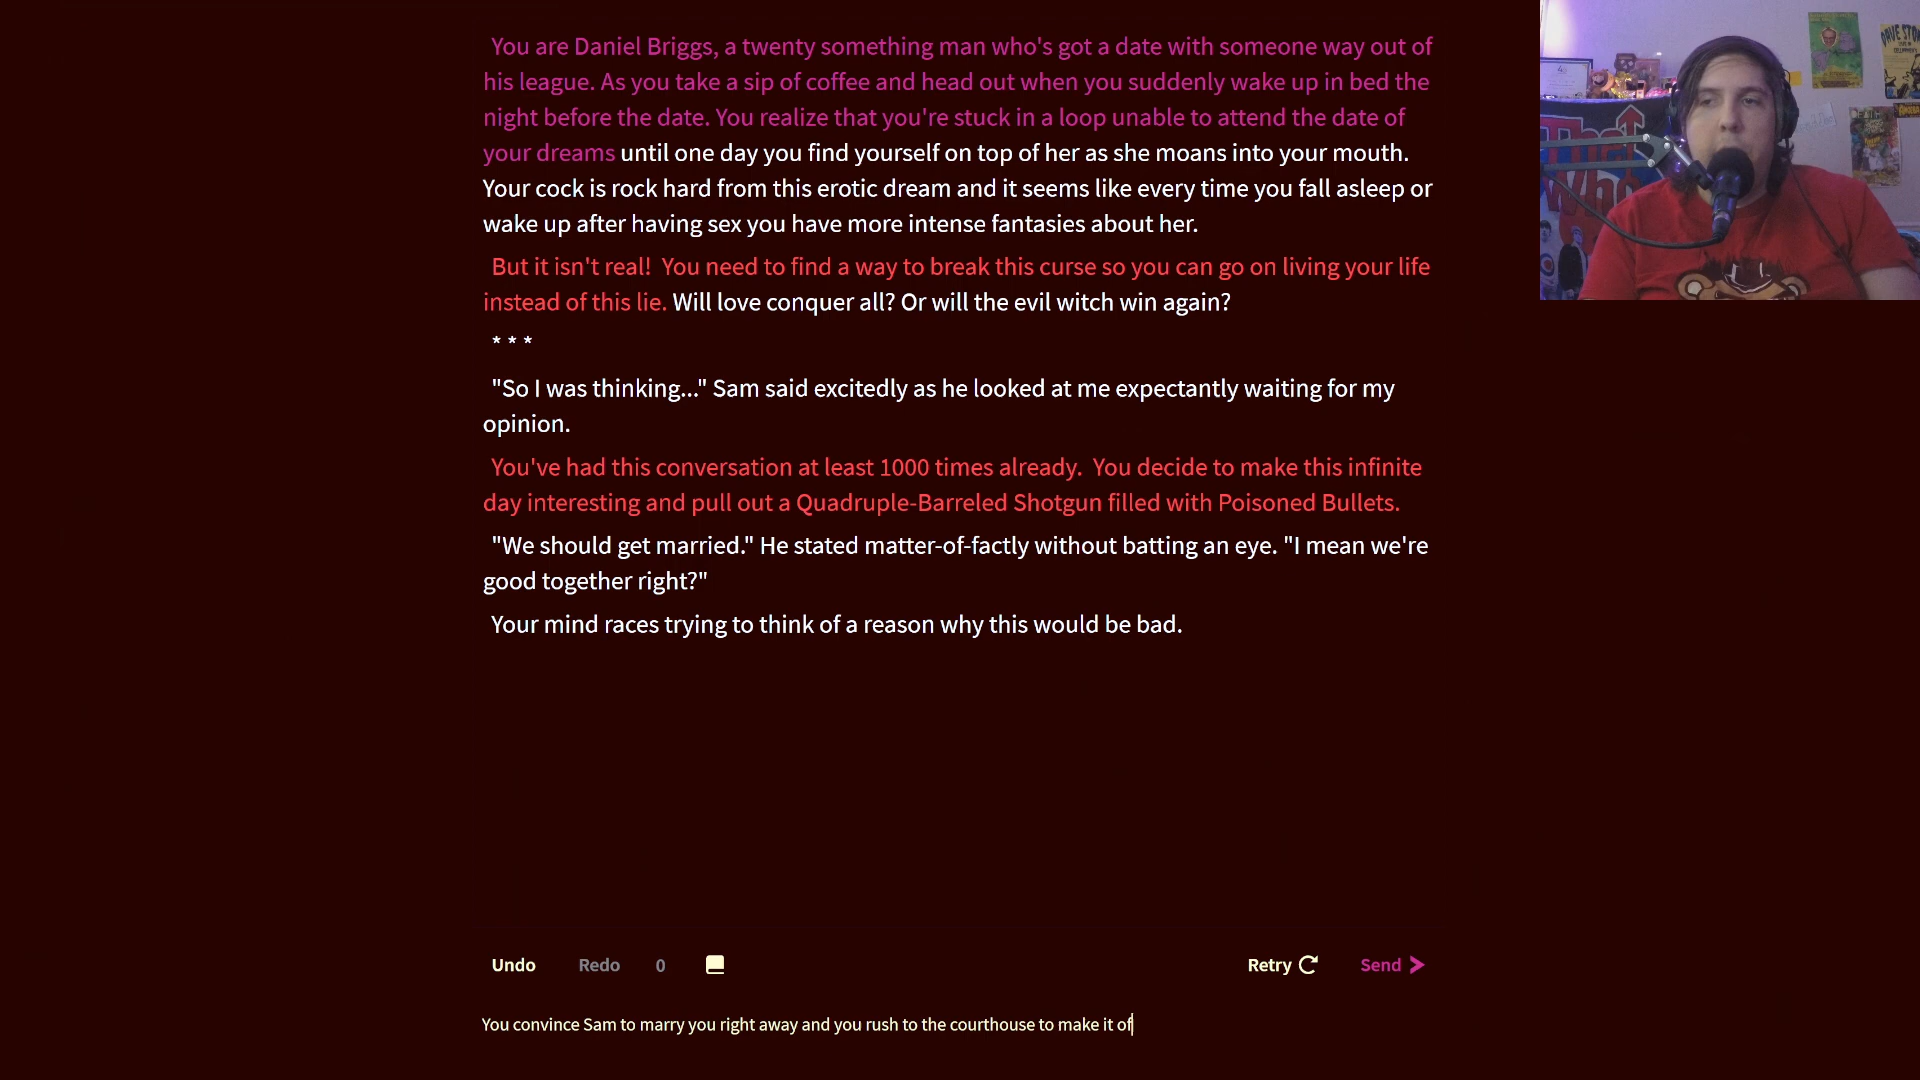 You are Daniel Briggs, a twenty something man who's got a date with someone way out of
his league. As you take a sip of coffee and head out when you suddenly wake up in bed the
night before the date. You realize that you're stuck in a loop unable to attend the date of
your dreams until one day you find yourself on top of her as she moans into your mouth.
Your cock is rock hard from this erotic dream and it seems like every time you fall asleep or
wake up after having sex you have more intense fantasies about her.
But it isn't real!  You need to find a way to break this curse so you can go on living your life
instead of this lie. Will love conquer all? Or will the evil witch win again?
* * *
"So I was thinking..." Sam said excitedly as he looked at me expectantly waiting for my
opinion.
You've had this conversation at least 1000 times already.  You decide to make this infinite
day interesting and pull out a Quadruple-Barreled Shotgun filled with Poisoned Bullets.
"We should get married." He stated matter-of-factly without batting an eye. "I mean we're
good together right?"
Your mind races trying to think of a reason why this would be bad.
Undo Redo 0 Retry Send
You convince Sam to marry you right away and you rush to the courthouse to make it of